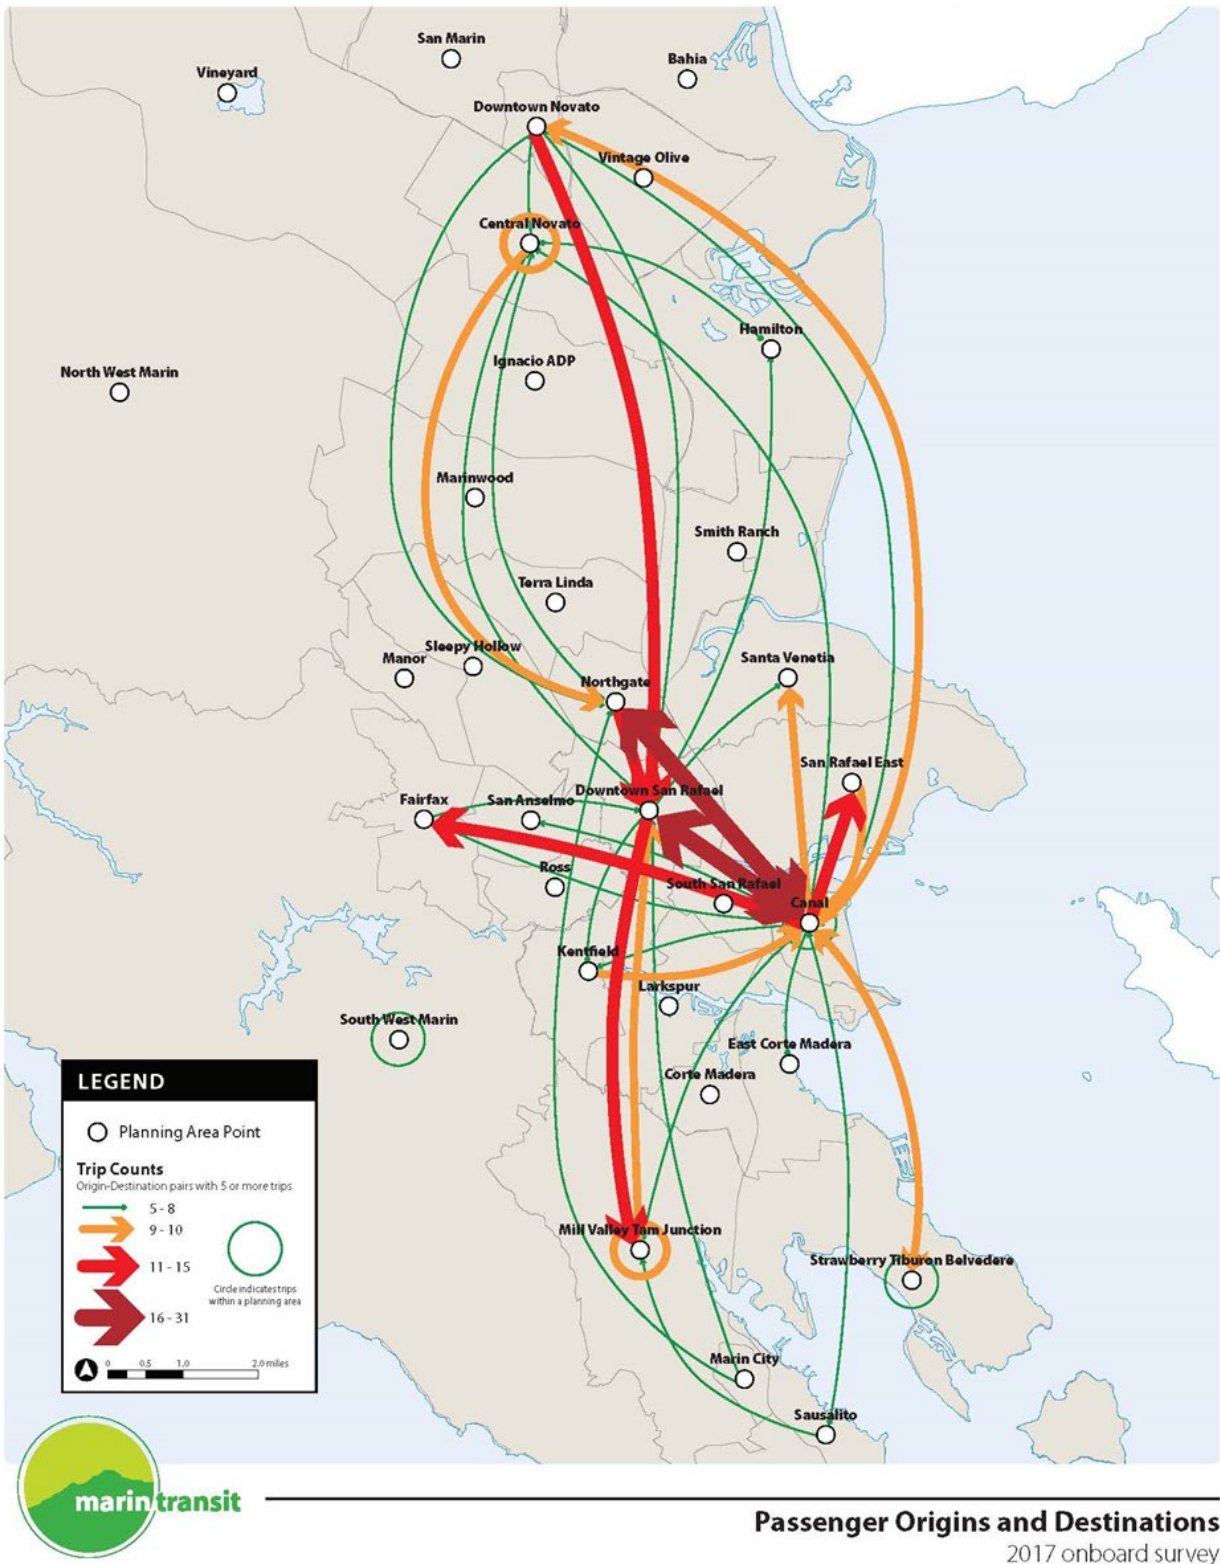 San Marin
Bahia
Vineyard
Downtown Novato
Vintage Olive
Central Novato
Hamilton
Ignacio ADP
North West Marin
Marinwood
Smith Ranch
Terra Linda
Sleepy Hollow
Manor
Santa Venetia
Northgate
San Rafael East
Downtown San Rafael
Fairfax
San Anselmo
Ross
South San Rafael
Canal
Kentfield
Larkspur
South West Marin
East Corte Madera
Corte Madera
Mill Valley Tam Junction
Strawberry Tiburon Belvedere
Marin City
Sausalito
LEGEND
Planning Area Point
Trip Counts
Origin-Destination pairs with 5 or more trips
5 - 8
9 - 10
11 - 15
16 - 31
Circle indicates trips
within a planning area
0 0.5 1.0 2.0 miles
marin transit
Passenger Origins and Destinations
2017 onboard survey